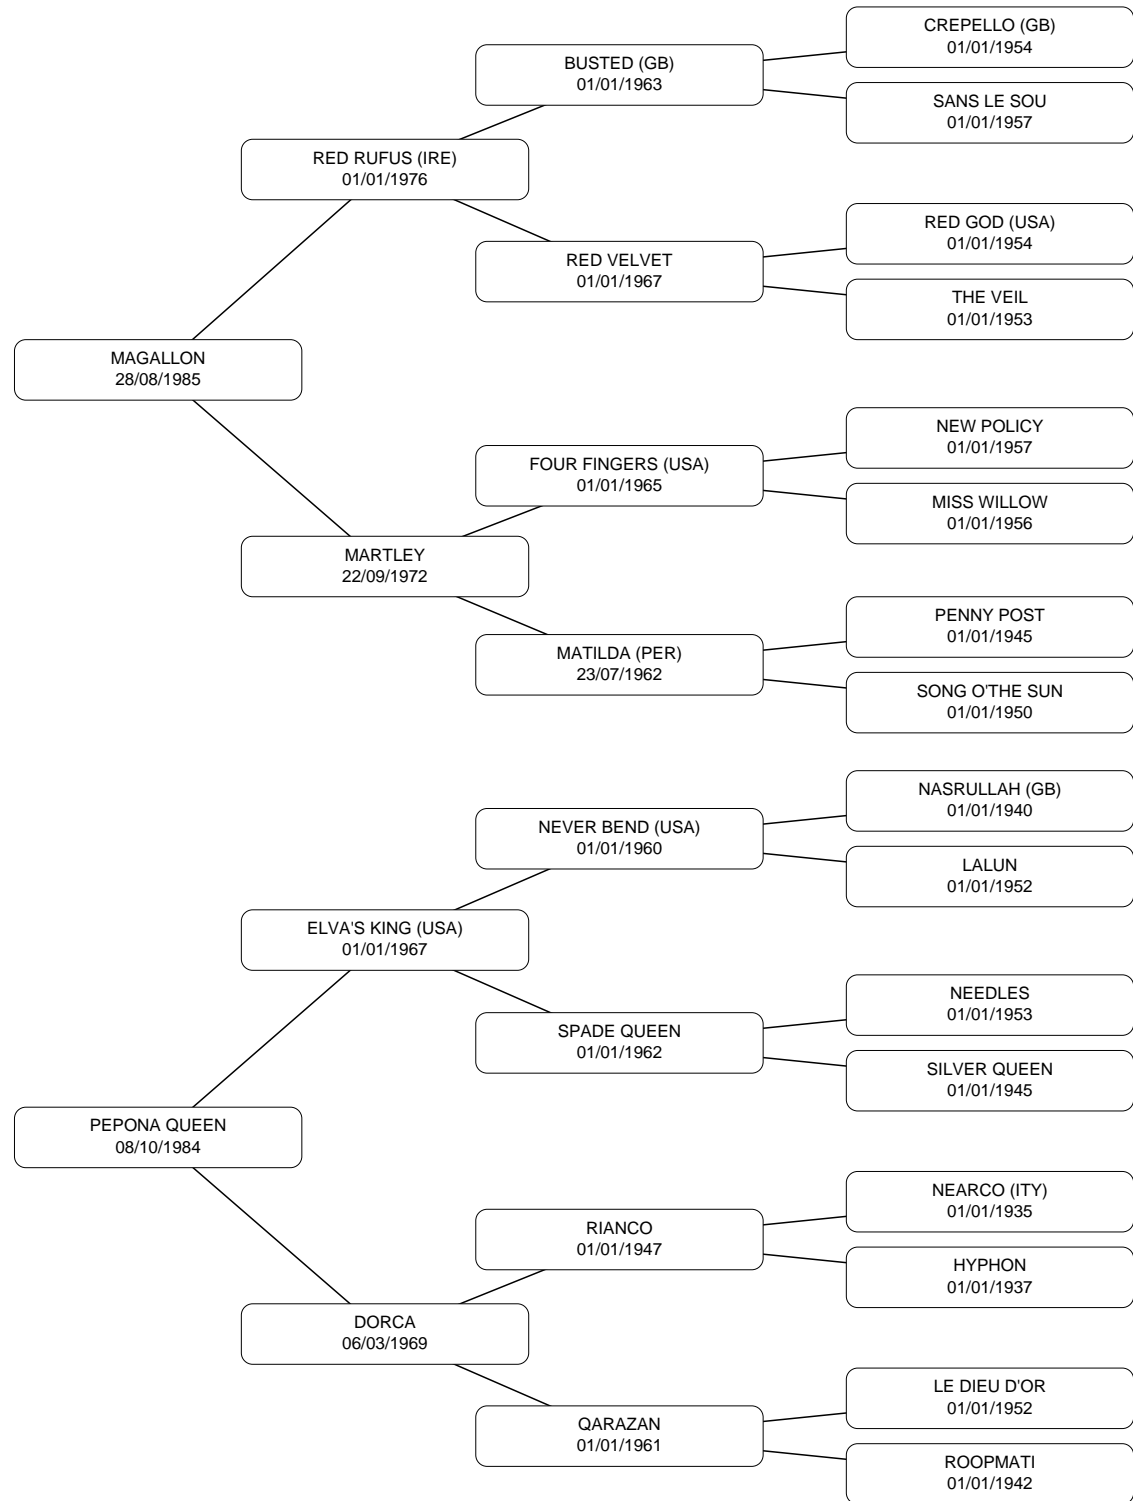 CREPELLO (GB)
01/01/1954
BUSTED (GB)
01/01/1963
SANS LE SOU
01/01/1957
RED RUFUS (IRE)
01/01/1976
RED GOD (USA)
01/01/1954
RED VELVET
01/01/1967
THE VEIL
01/01/1953
MAGALLON
28/08/1985
NEW POLICY
01/01/1957
FOUR FINGERS (USA)
01/01/1965
MISS WILLOW
01/01/1956
MARTLEY
22/09/1972
PENNY POST
01/01/1945
MATILDA (PER)
23/07/1962
SONG O'THE SUN
01/01/1950
NASRULLAH (GB)
01/01/1940
NEVER BEND (USA)
01/01/1960
LALUN
01/01/1952
ELVA'S KING (USA)
01/01/1967
NEEDLES
01/01/1953
SPADE QUEEN
01/01/1962
SILVER QUEEN
01/01/1945
PEPONA QUEEN
08/10/1984
NEARCO (ITY)
01/01/1935
RIANCO
01/01/1947
HYPHON
01/01/1937
DORCA
06/03/1969
LE DIEU D'OR
01/01/1952
QARAZAN
01/01/1961
ROOPMATI
01/01/1942